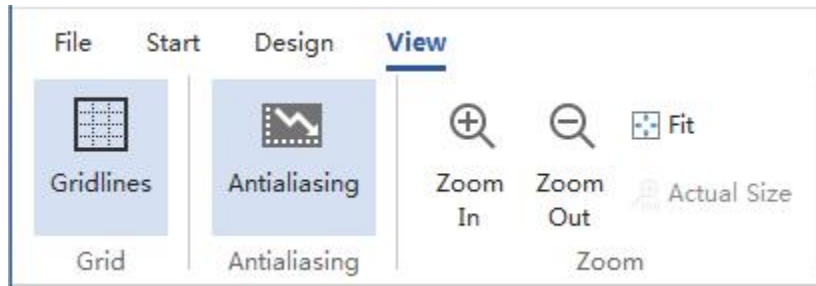 File Start Design View
Gridlines
Antialiasing
Zoom
In
Zoom
Out
Fit
Actual Size
Grid Antialiasing Zoom